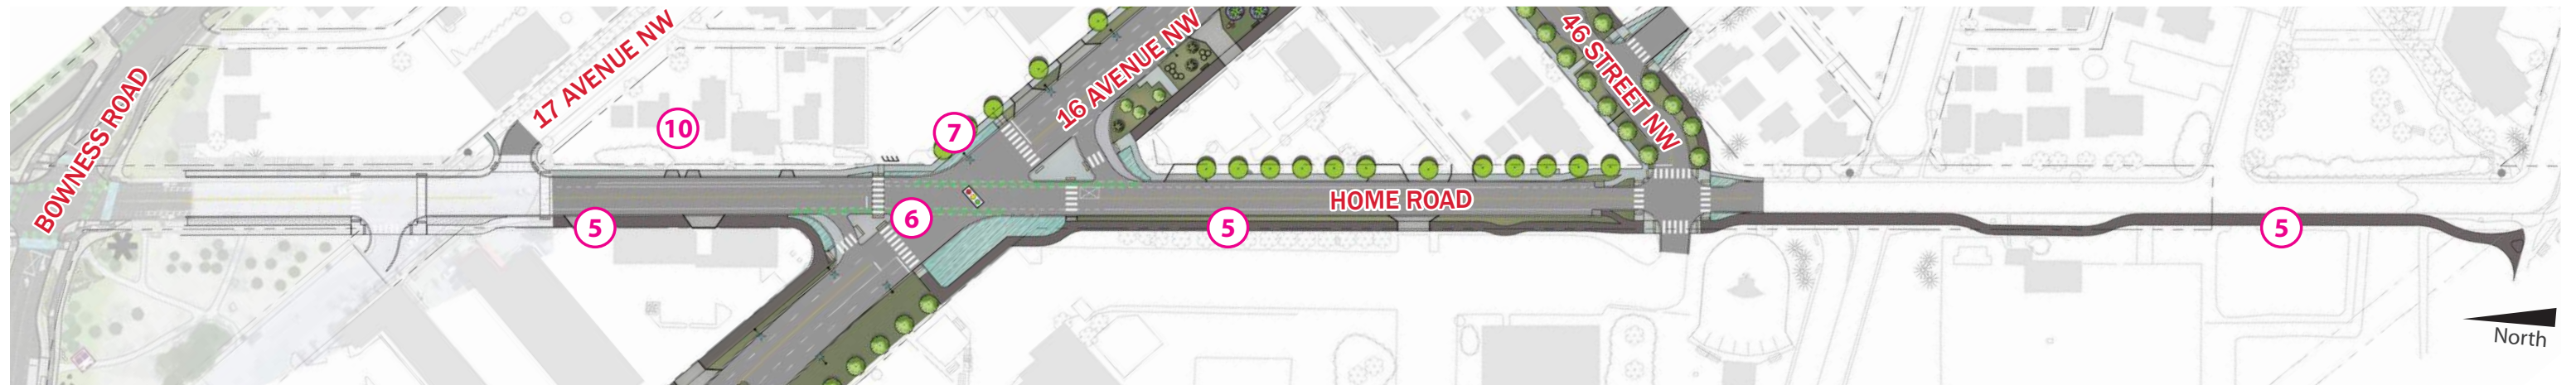 BOWNESS ROAD
17 AVENUE NW
10
7
16 AVENUE NW
46 STREET NW
5
6
5
HOME ROAD
5
North